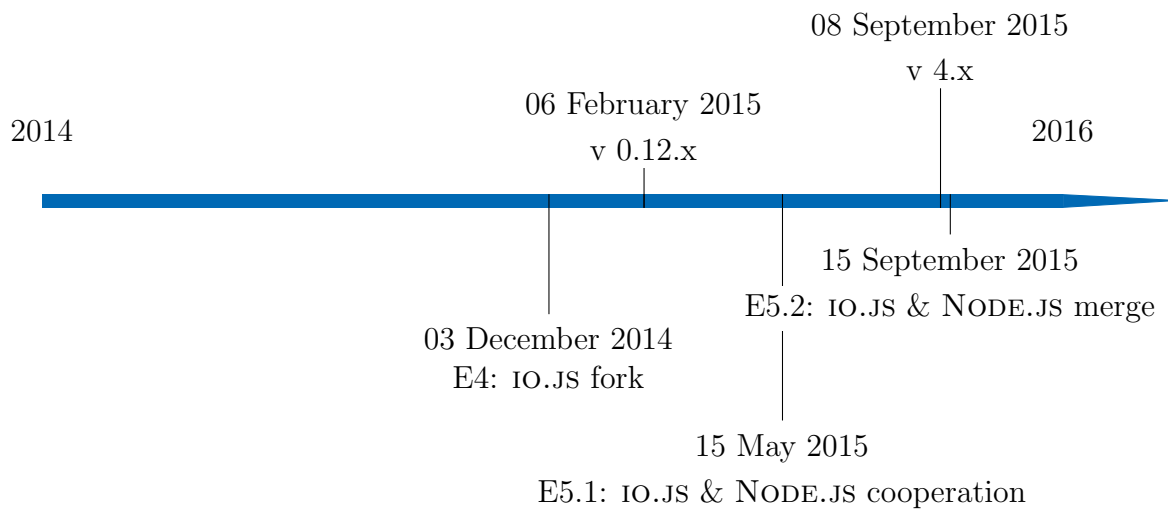 08 September 2015
v 4.x
06 February 2015
v 0.12.x
2014
2016
15 September 2015
E5.2: IO.JS & NODE.JS merge
03 December 2014
E4: IO.JS fork
15 May 2015
E5.1: IO.JS & NODE.JS cooperation